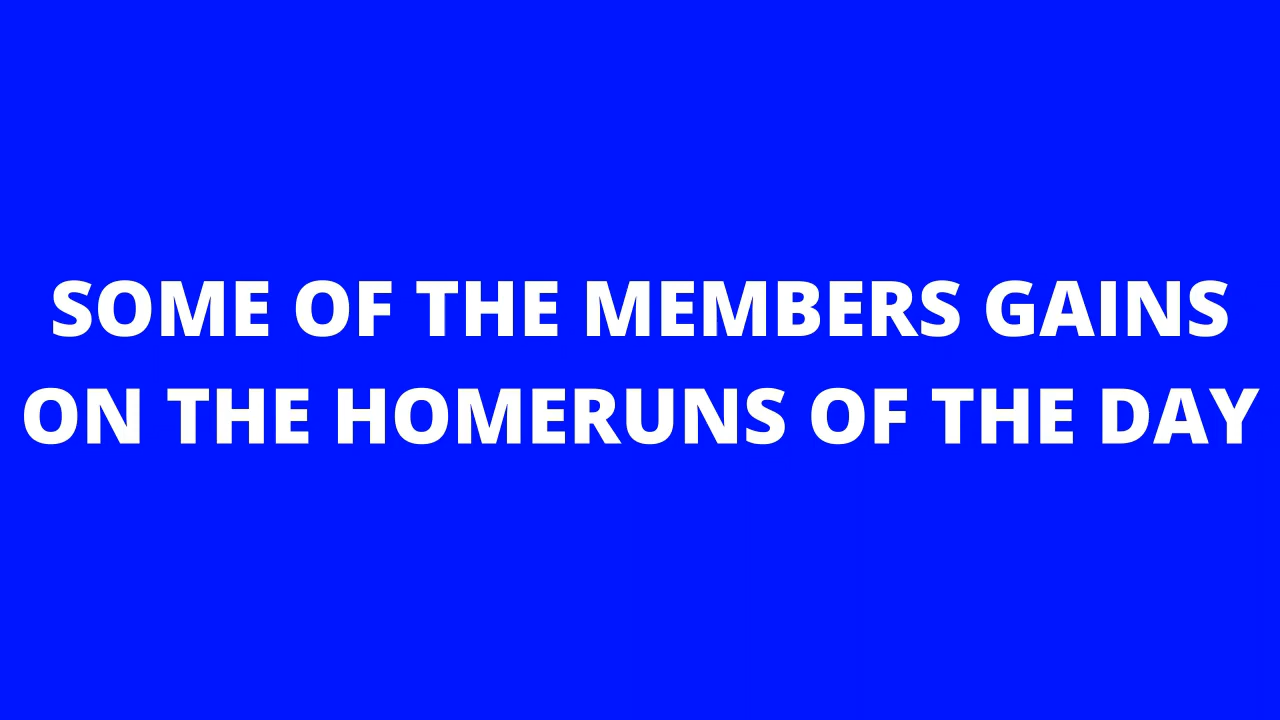 SOME OF THE MEMBERS GAINS
ON THE HOMERUNS OF THE DAY